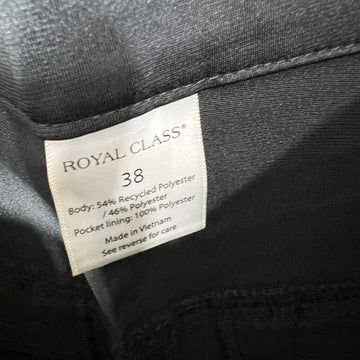 ROYAL CLASS®
38
Body: 54% Recycled Polyester
/ 46% Polyester
Pocket lining: 100% Polyester
Made in Vietnam
See reverse for care